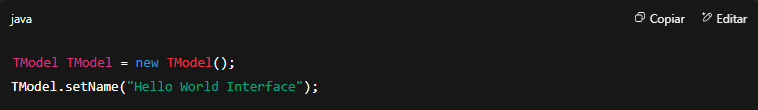 java
Copiar
Editar
TModel TModel = new TModel();
TModel.setName("Hello World Interface");